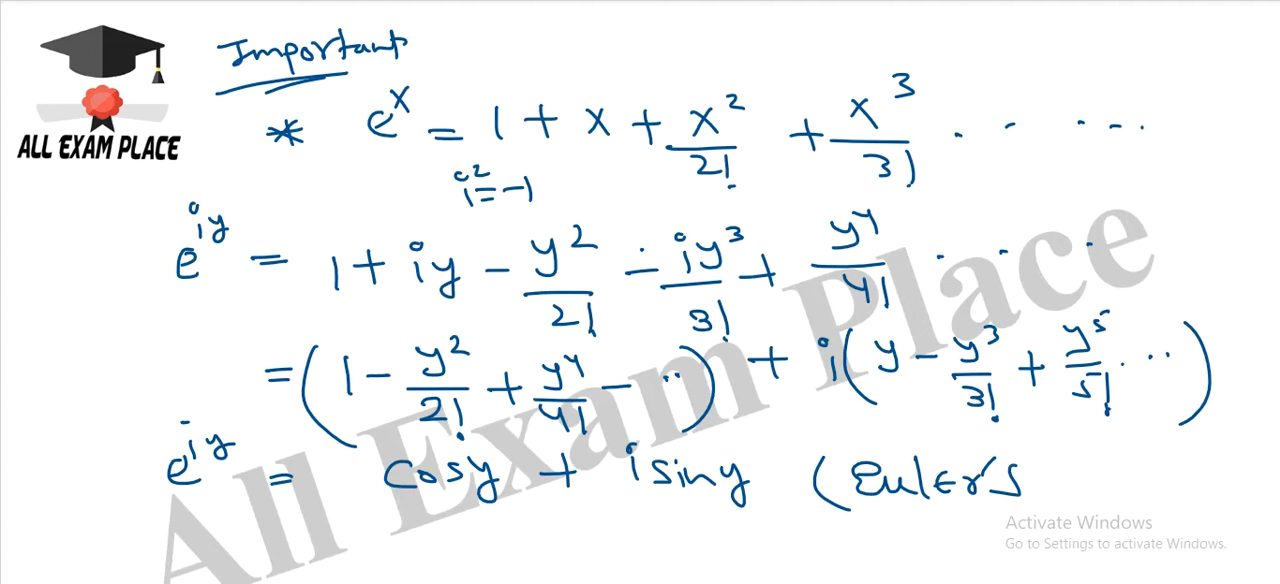 Important
ALL EXAM PLACE
* e^x = 1 + x + x^2/2! + x^3/3! . . . . . .
i^2 = -1
e^iy = 1 + iy - y^2/2! - iy^3/3! + y^4/4! . . .
= (1 - y^2/2! + y^4/4! - ..) + i(y - y^3/3! + y^5/5! ...)
e^iy = Cosy + i siny (Euler's
All Exam Place
Activate Windows
Go to Settings to activate Windows.